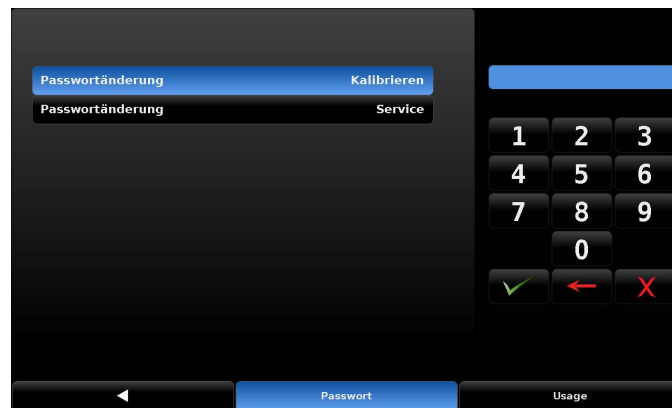 Passwortänderung Kalibrieren
Passwortänderung Service
1 2 3
4 5 6
7 8 9
0
X
Passwort Usage